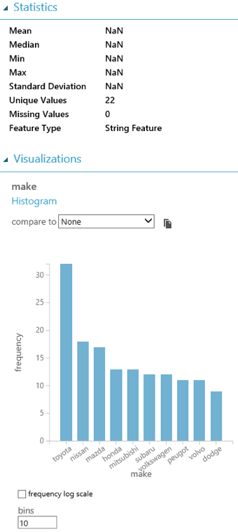 Statistics
Mean NaN
Median NaN
Min NaN
Max NaN
Standard Deviation NaN
Unique Values 22
Missing Values 0
Feature Type String Feature
Visualizations
make
Histogram
compare to None
30
25
20
15
10
5
0
frequency
toyota nissan mazda honda mitsubishi subaru volkswagen peugot volvo dodge
make
frequency log scale
bins
10